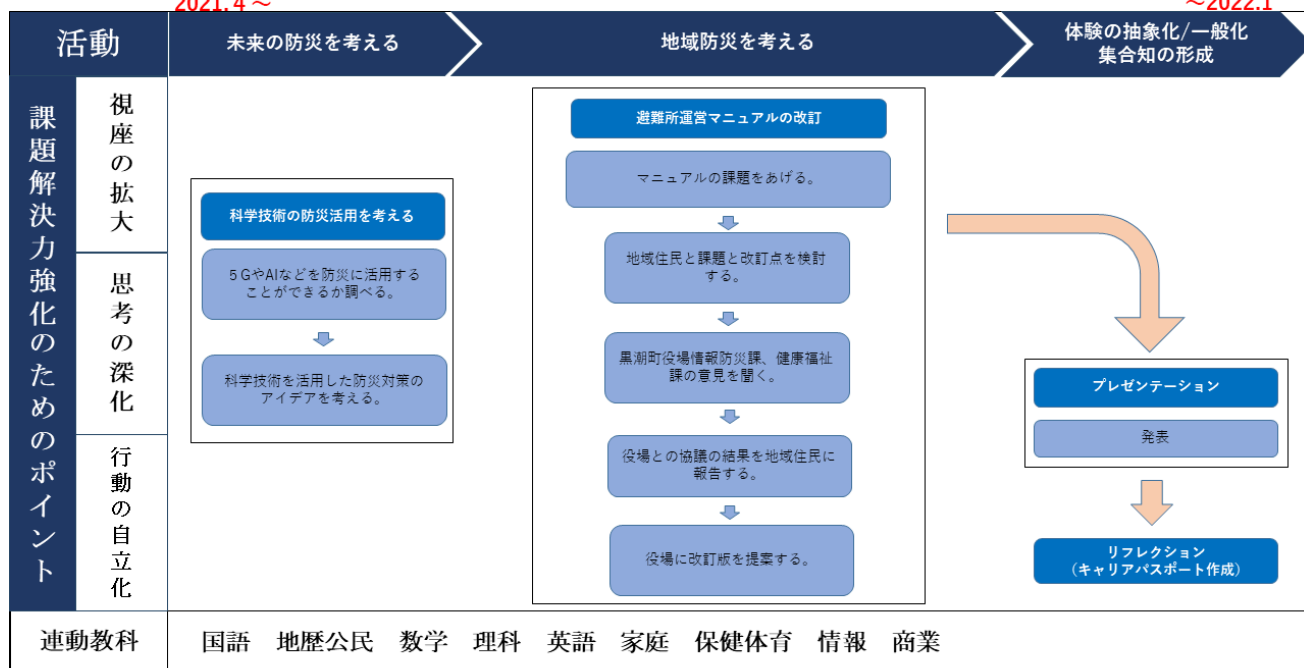 2021. 4～
～2022.1
活動
未来の防災を考える
地域防災を考える
体験の抽象化/一般化
集合知の形成
課題解決力強化のためのポイント
視座の拡大
思考の深化
行動の自立化
科学技術の防災活用を考える
５GやAIなどを防災に活用する
ことができるか調べる。
科学技術を活用した防災対策の
アイデアを考える。
避難所運営マニュアルの改訂
マニュアルの課題をあげる。
地域住民と課題と改訂点を検討
する。
黒潮町役場情報防災課、健康福祉
課の意見を聞く。
役場との協議の結果を地域住民に
報告する。
役場に改訂版を提案する。
プレゼンテーション
発表
リフレクション
（キャリアパスポート作成）
連動教科
国語 地歴公民 数学 理科 英語 家庭 保健体育 情報 商業